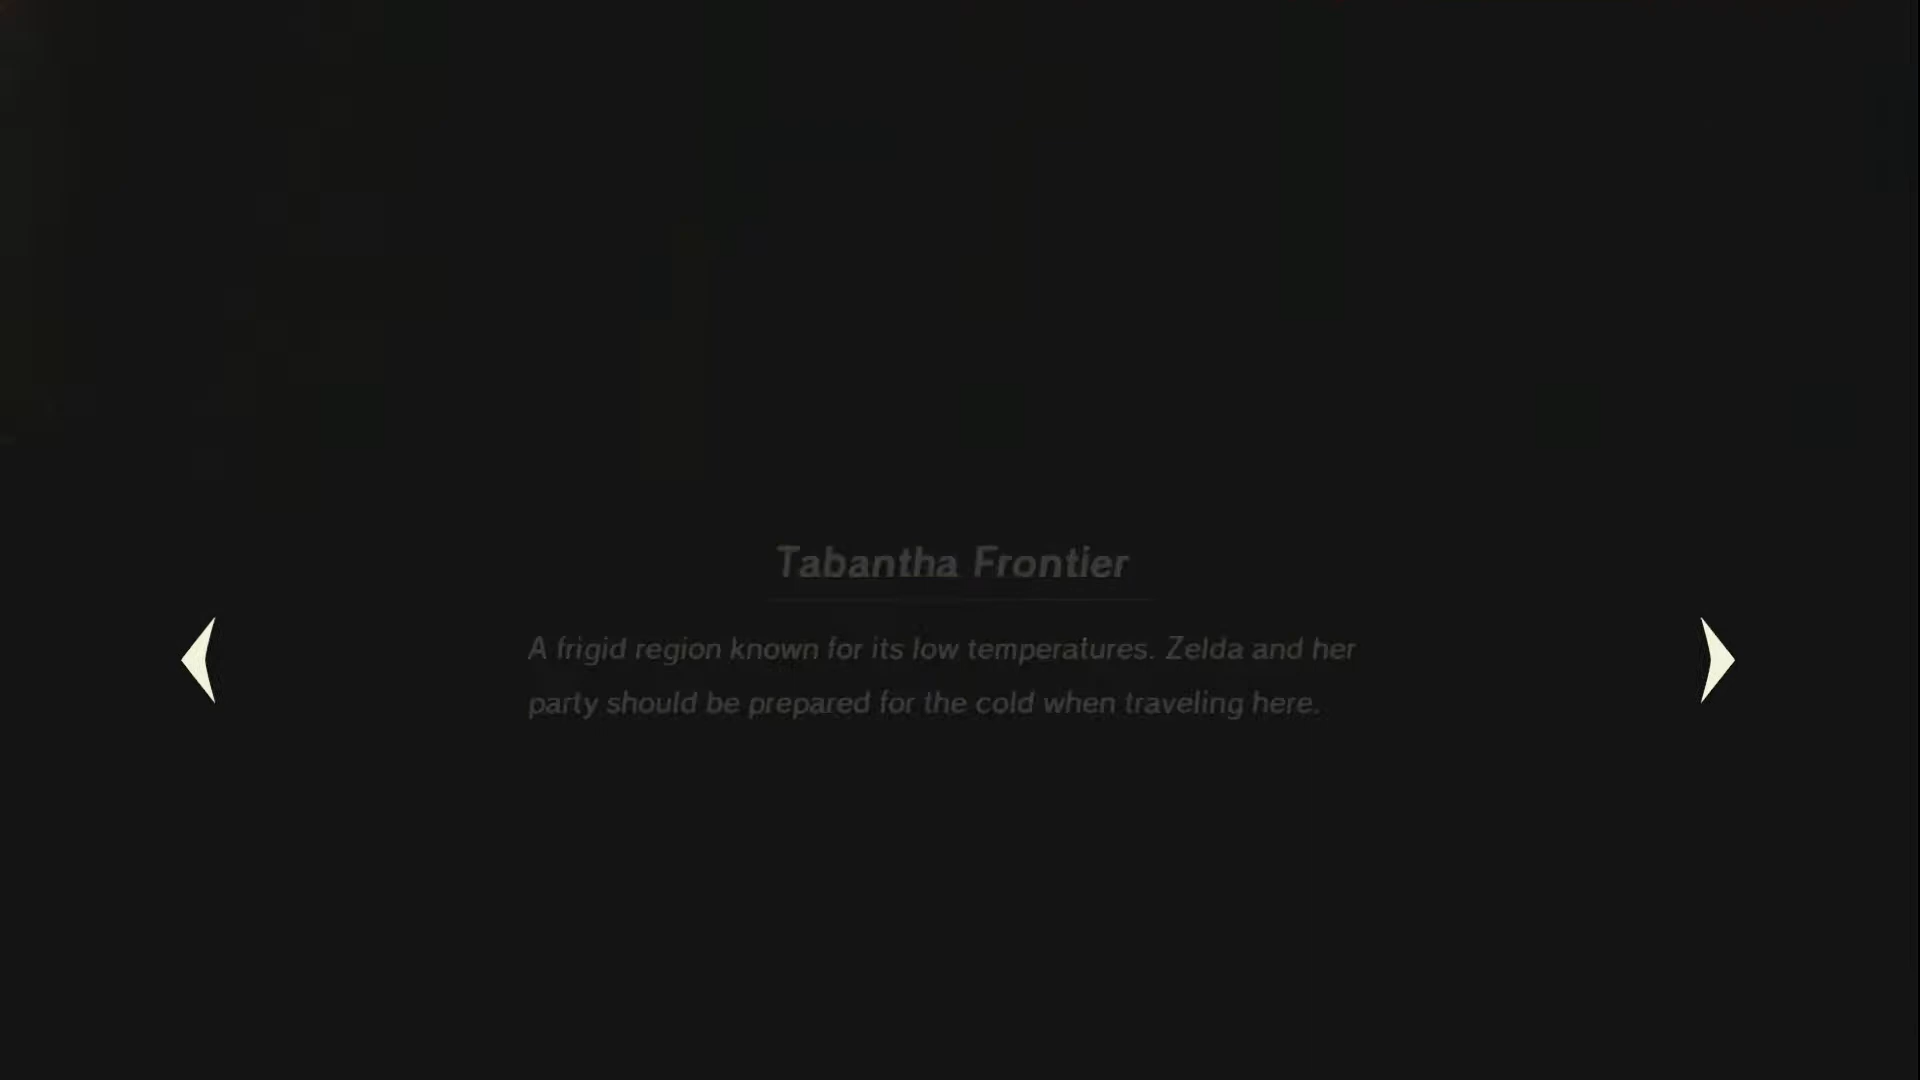 Tabantha Frontier
A frigid region known for its low temperatures. Zelda and her
party should be prepared for the cold when traveling here.